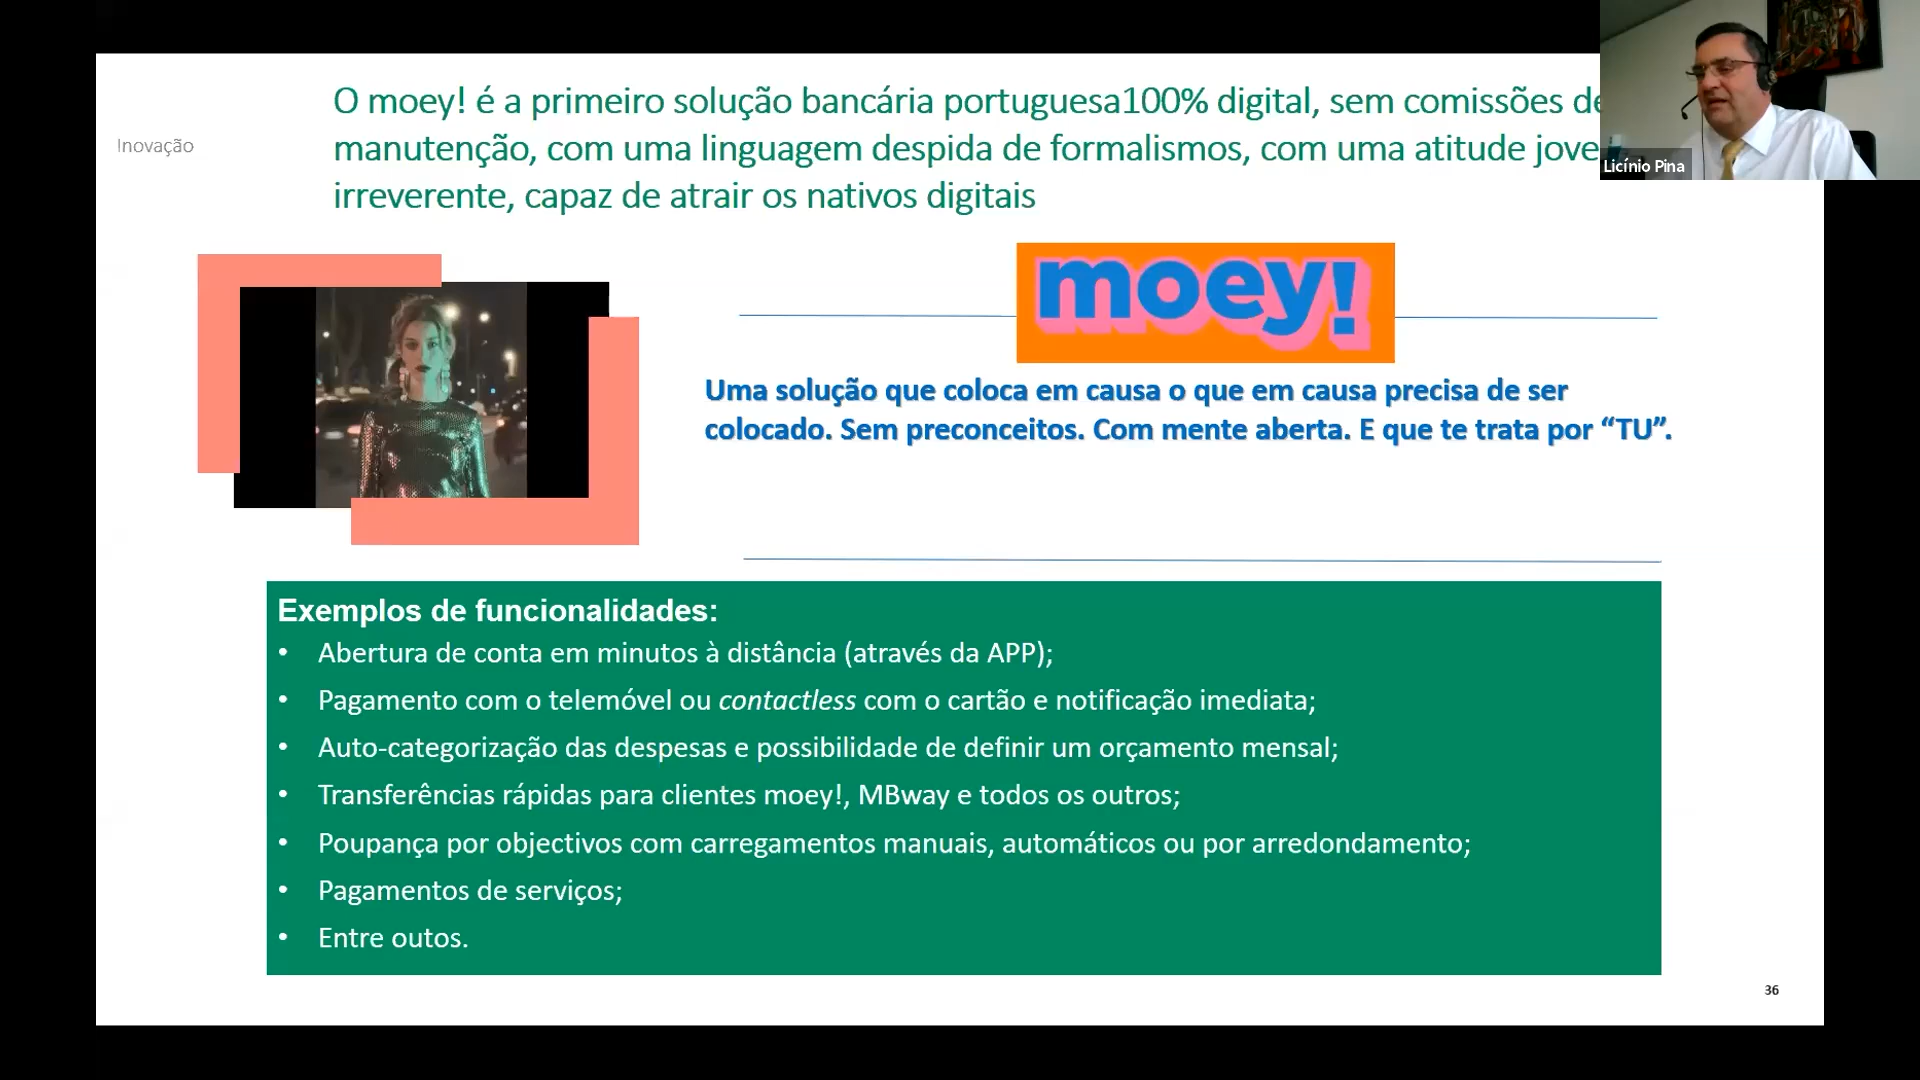 O moey! é a primeiro solução bancária portuguesa100% digital, sem comissões de
manutenção, com uma linguagem despida de formalismos, com uma atitude jove
irreverente, capaz de atrair os nativos digitais
Inovação
Licínio Pina
moey!
Uma solução que coloca em causa o que em causa precisa de ser
colocado. Sem preconceitos. Com mente aberta. E que te trata por “TU”.
Exemplos de funcionalidades:
• Abertura de conta em minutos à distância (através da APP);
• Pagamento com o telemóvel ou contactless com o cartão e notificação imediata;
• Auto-categorização das despesas e possibilidade de definir um orçamento mensal;
• Transferências rápidas para clientes moey!, MBway e todos os outros;
• Poupança por objectivos com carregamentos manuais, automáticos ou por arredondamento;
• Pagamentos de serviços;
• Entre outos.
36